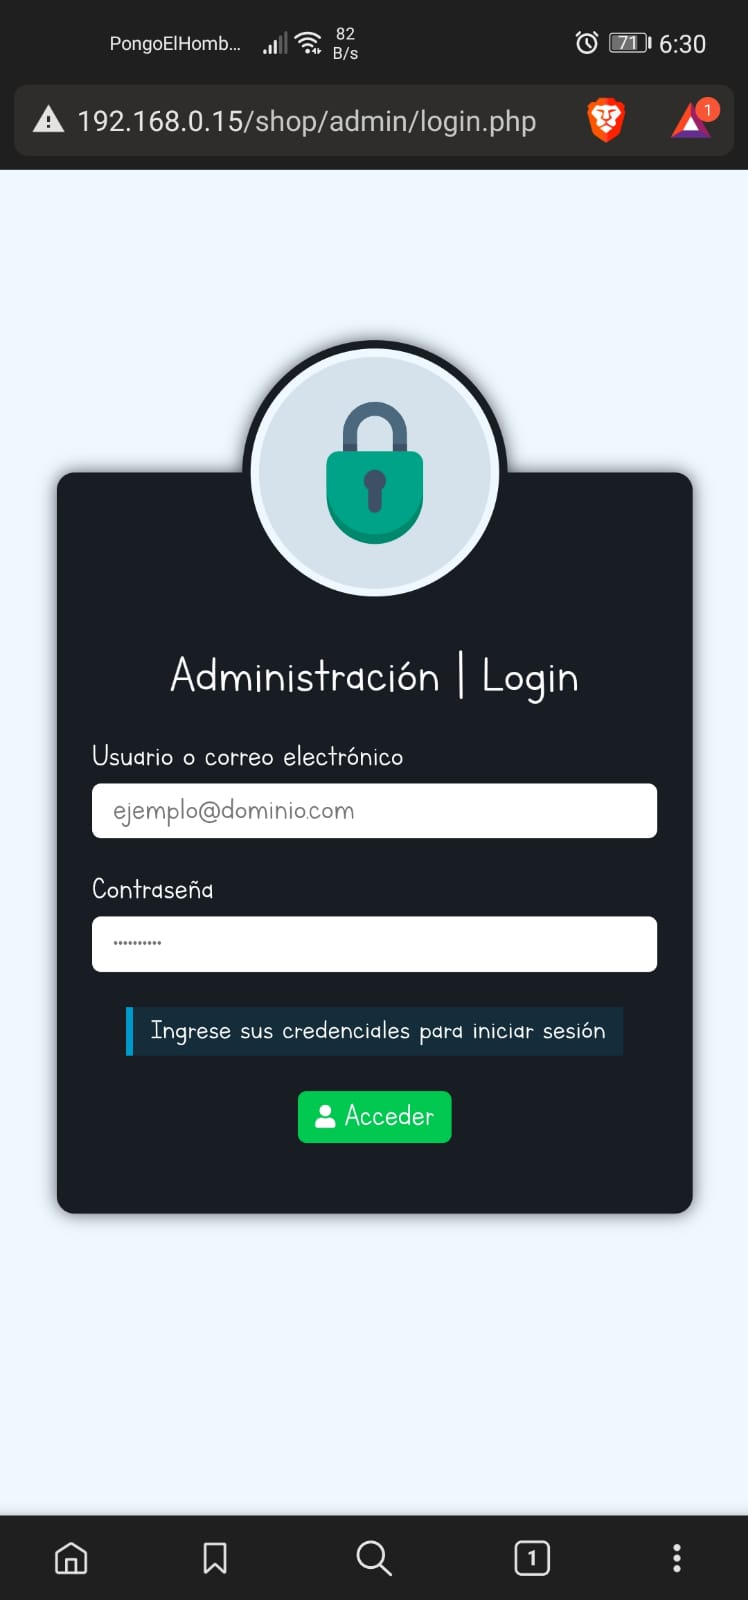 PongoElHomb... 82 B/s 71 6:30
192.168.0.15/shop/admin/login.php 1
Administración | Login
Usuario o correo electrónico
ejemplo@dominio.com
Contraseña
••••••••••
Ingrese sus credenciales para iniciar sesión
Acceder
1